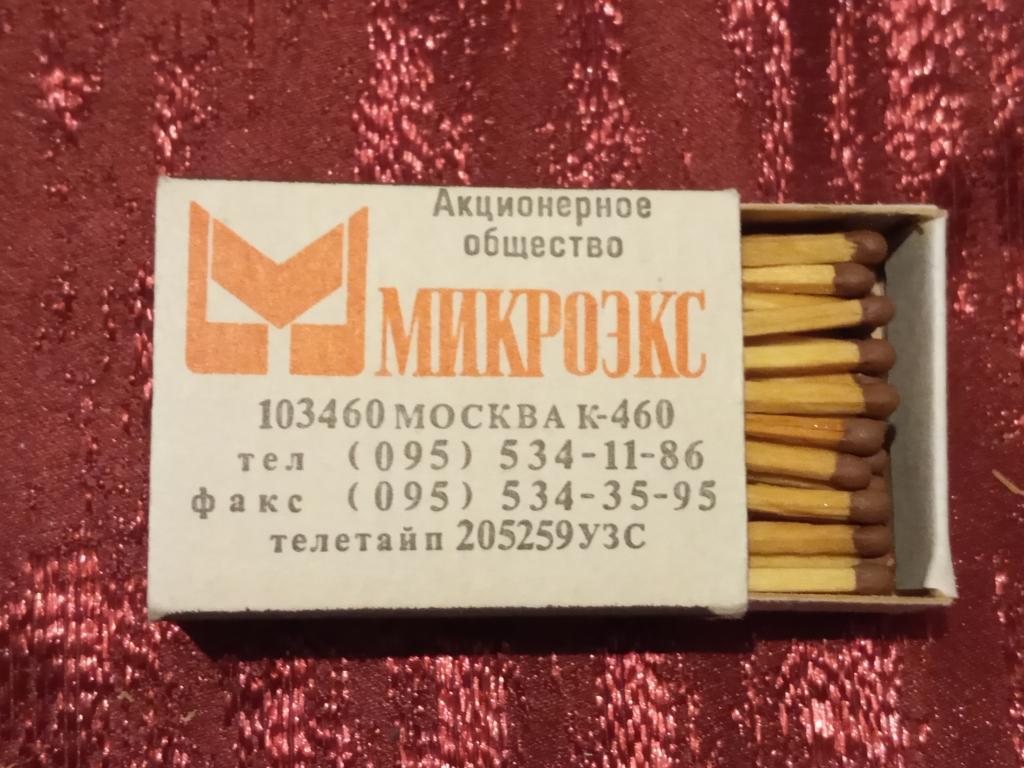 Акционерное
общество
МИКРОЭКС
103460 МОСКВА К-460
тел (095) 534-11-86
факс (095) 534-35-95
телетайп 205259УЗС